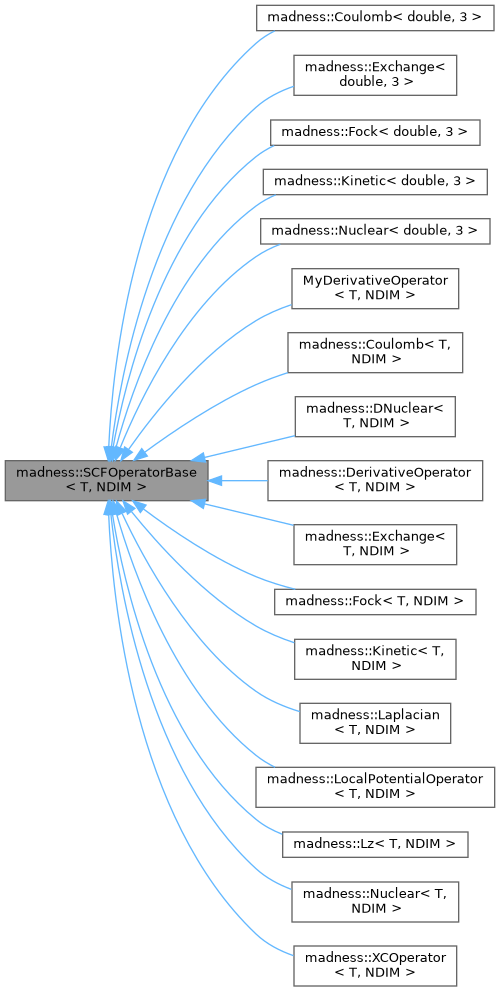 madness::Coulomb< double, 3 >
madness::Exchange<
double, 3 >
madness::Fock< double, 3 >
madness::Kinetic< double, 3 >
madness::Nuclear< double, 3 >
MyDerivativeOperator
< T, NDIM >
madness::Coulomb< T,
NDIM >
madness::DNuclear<
T, NDIM >
madness::SCFOperatorBase
< T, NDIM >
madness::DerivativeOperator
< T, NDIM >
madness::Exchange<
T, NDIM >
madness::Fock< T, NDIM >
madness::Kinetic< T,
NDIM >
madness::Laplacian
< T, NDIM >
madness::LocalPotentialOperator
< T, NDIM >
madness::Lz< T, NDIM >
madness::Nuclear< T,
NDIM >
madness::XCOperator
< T, NDIM >